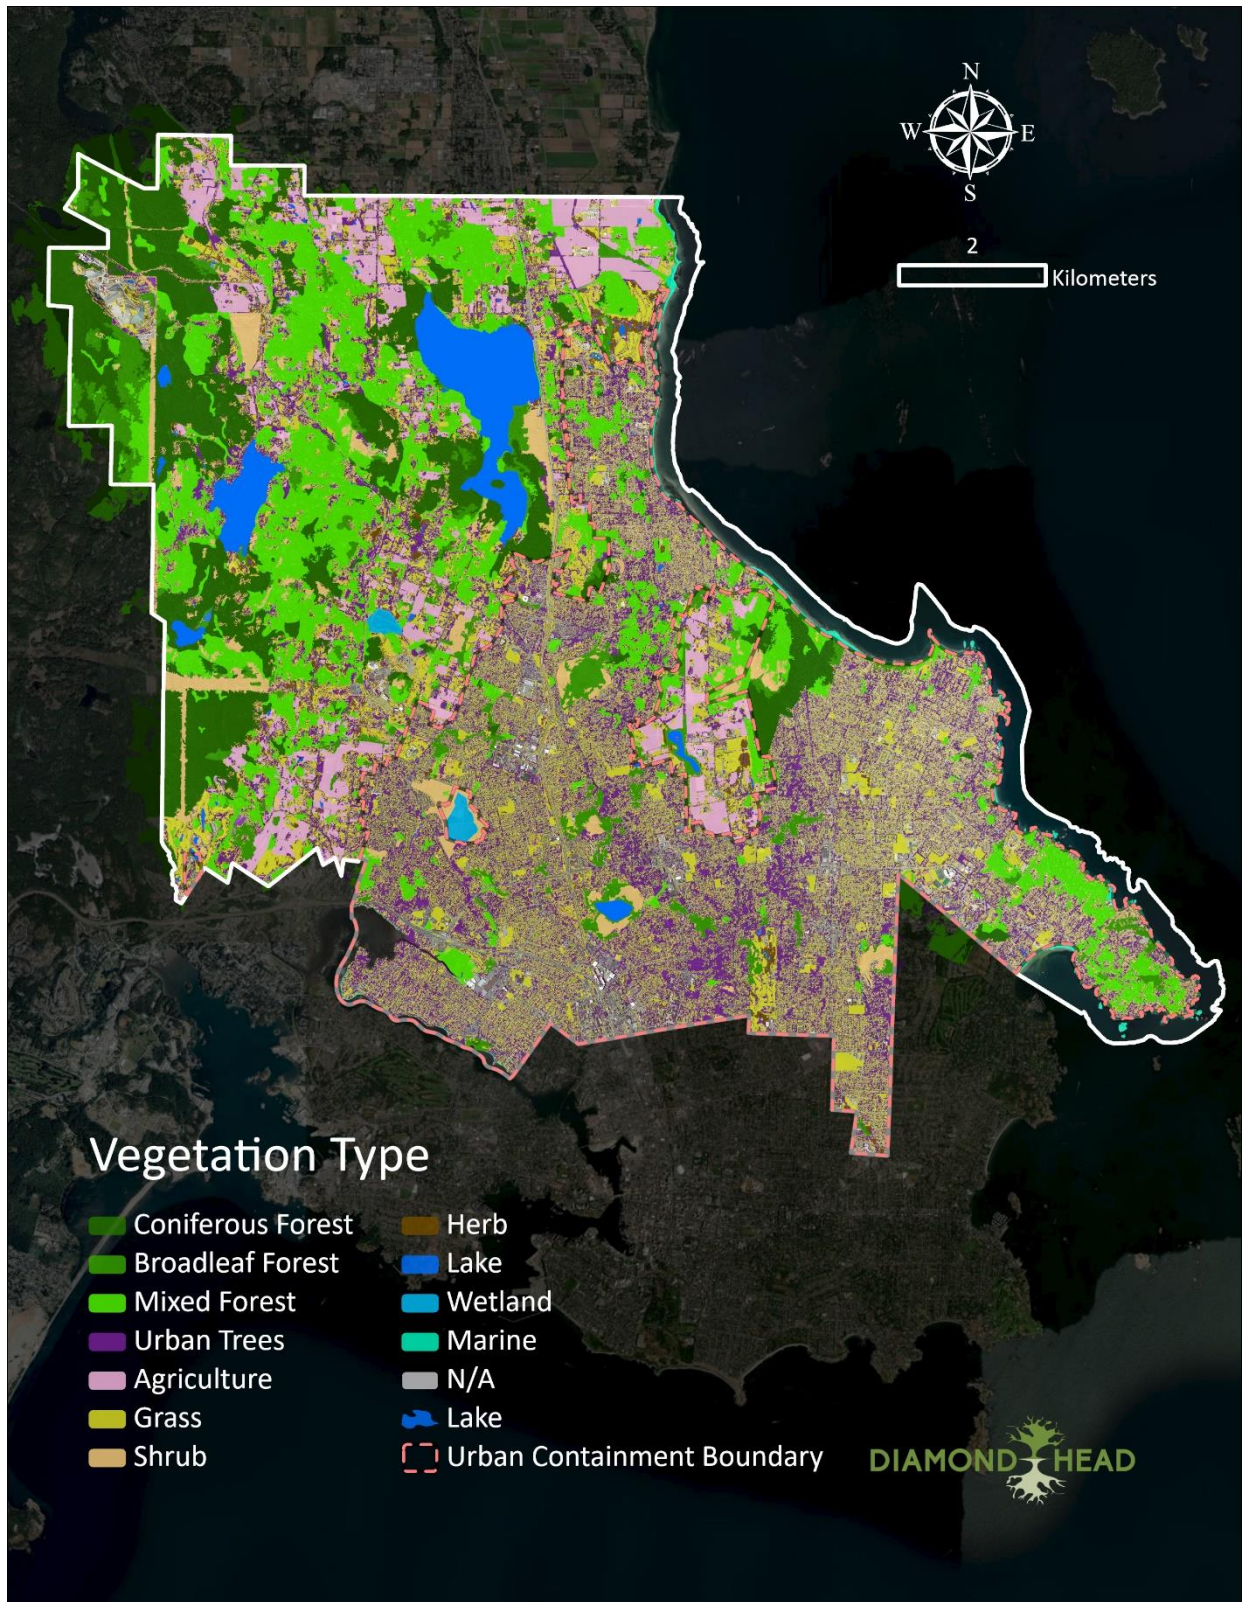 N
W E
S
2
Kilometers
Vegetation Type
Coniferous Forest
Broadleaf Forest
Mixed Forest
Urban Trees
Agriculture
Grass
Shrub
Herb
Lake
Wetland
Marine
N/A
Lake
Urban Containment Boundary
DIAMOND HEAD